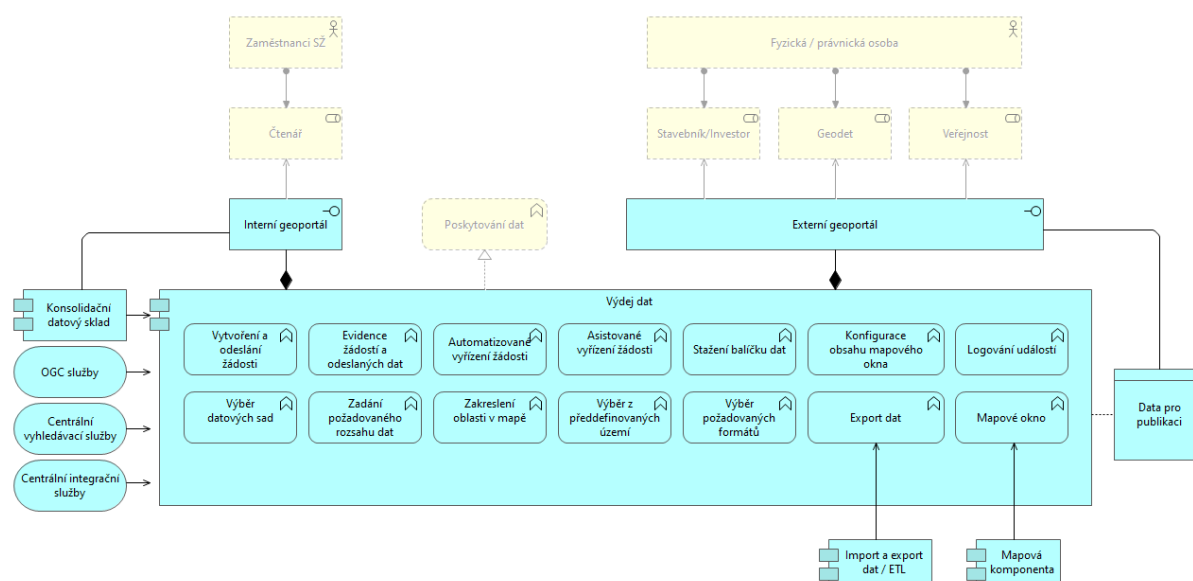 Zaměstnanci SŽ
Fyzická / právnická osoba
Čtenář
Stavebník/Investor
Geodet
Veřejnost
Interní geoportál
Poskytování dat
Externí geoportál
Konsolidační
datový sklad
OGC služby
Centrální
vyhledávací služby
Centrální integrační
služby
Výdej dat
Vytvoření a
odeslání
žádosti
Evidence
žádostí a
odeslaných dat
Automatizované
vyřízení žádosti
Asistované
vyřízení žádosti
Stažení balíčku dat
Konfigurace
obsahu mapového
okna
Logování událostí
Výběr
datových sad
Zadání
požadovaného
rozsahu dat
Zakreslení
oblasti v mapě
Výběr z
předdefinovaných
území
Výběr
požadovaných
formátů
Export dat
Mapové okno
Data pro
publikaci
Import a export
dat / ETL
Mapová
komponenta